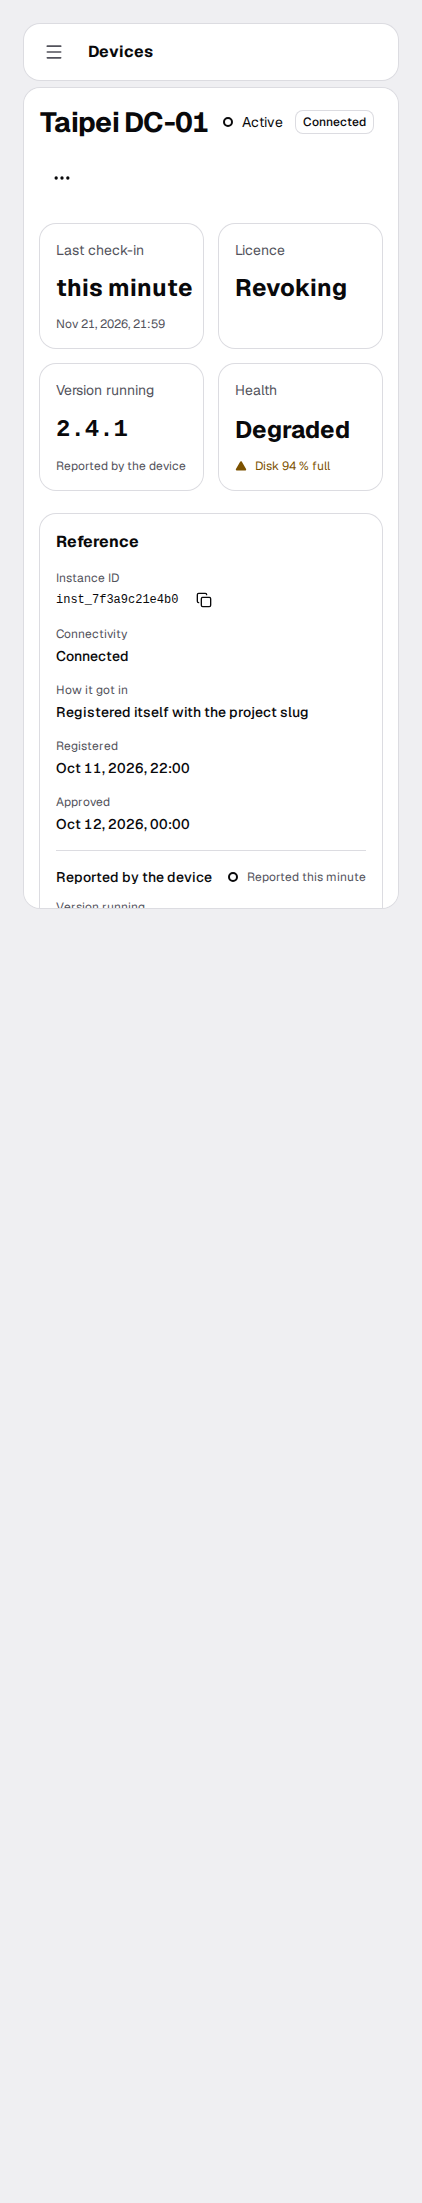 Devices
Taipei DC-01 Active Connected
Last check-in
this minute
Nov 21, 2026, 21:59
Licence
Revoking
Version running
2.4.1
Reported by the device
Health
Degraded
Disk 94 % full
Reference
Instance ID
inst_7f3a9c21e4b0
Connectivity
Connected
How it got in
Registered itself with the project slug
Registered
Oct 11, 2026, 22:00
Approved
Oct 12, 2026, 00:00
Reported by the device Reported this minute
Version running